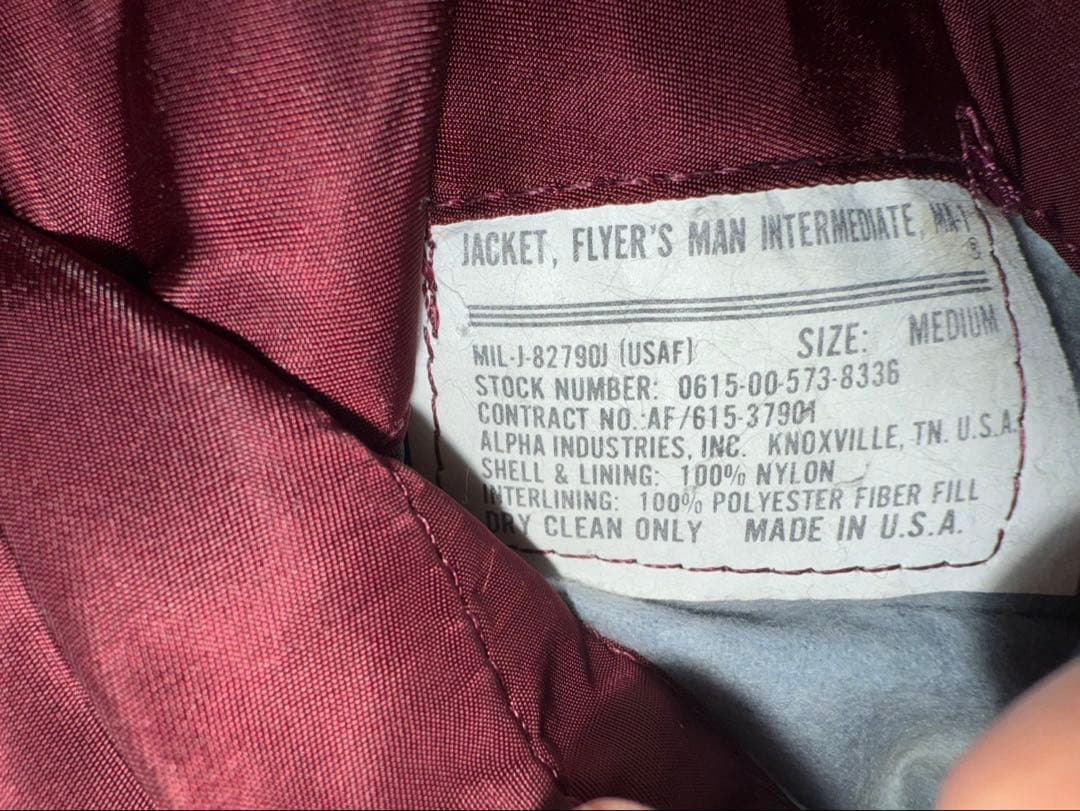 JACKET, FLYER'S MAN INTERMEDIATE, MA-1
®
SIZE: MEDIUM
MIL-J-82790J (USAF)
STOCK NUMBER: 0615-00-573-8336
CONTRACT NO.: AF/615-37901
ALPHA INDUSTRIES, INC. KNOXVILLE, TN. U.S.A.
SHELL & LINING: 100% NYLON
INTERLINING: 100% POLYESTER FIBER FILL
DRY CLEAN ONLY MADE IN U.S.A.